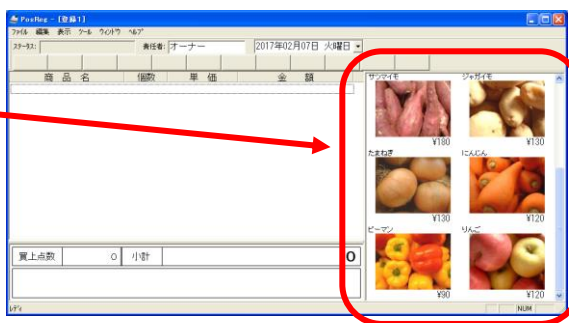 PosReg - [登録1]
ファイル 編集 表示 ツール ウィンドウ ヘルプ
ステータス: 責任者: オーナー 2017年02月07日 火曜日
商 品 名 個数 単 価 金 額
サツマイモ ジャガイモ
¥180 ¥130
たまねぎ にんじん
¥130 ¥120
ピーマン りんご
¥90 ¥120
買上点数 0 小計 0
レディ NUM